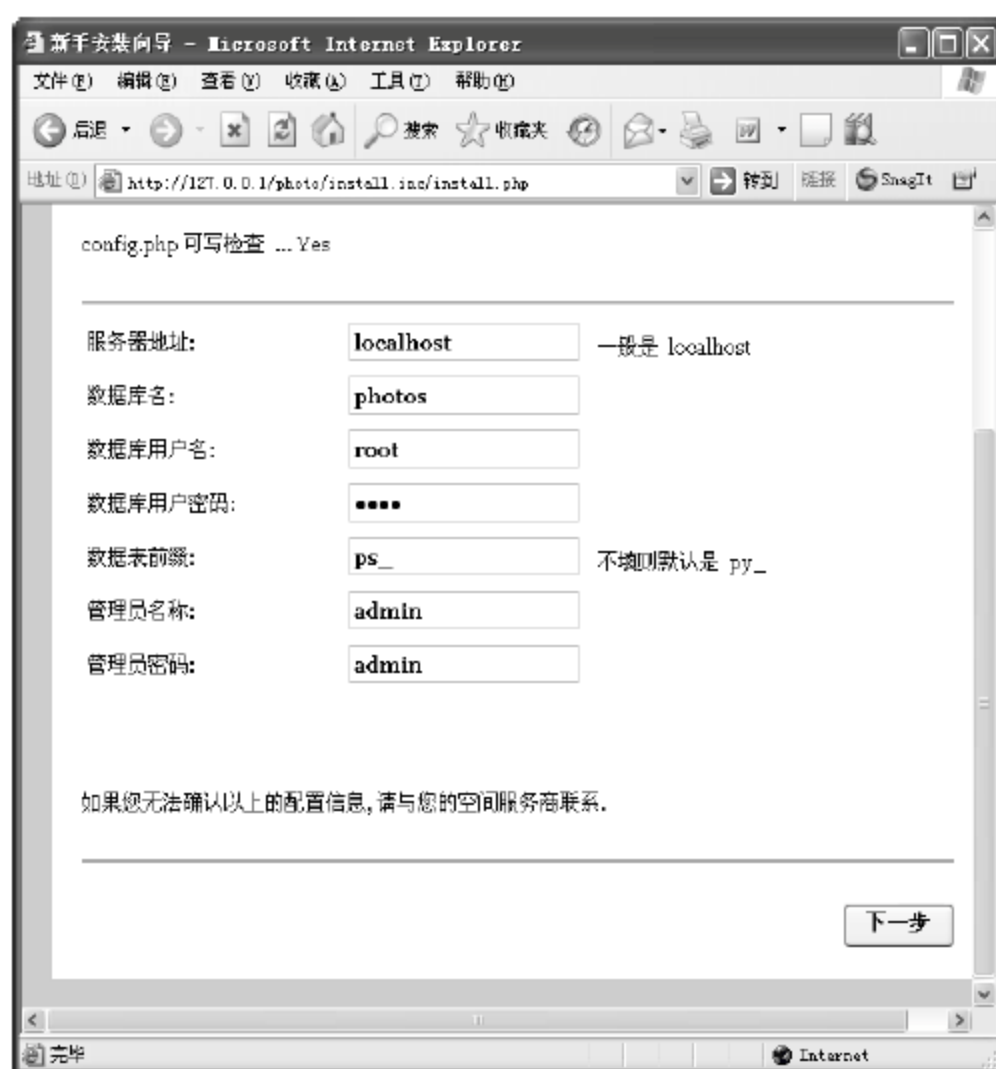 新手安装向导 - Microsoft Internet Explorer
文件(F) 编辑(E) 查看(V) 收藏(A) 工具(T) 帮助(H)
后退 搜索 收藏夹
地址(D) http://127.0.0.1/photo/install.inc/install.php 转到 链接 SnagIt
config.php 可写检查 ... Yes
服务器地址: localhost 一般是 localhost
数据库名: photos
数据库用户名: root
数据库用户密码: ••••
数据表前缀: ps_ 不填则默认是 py_
管理员名称: admin
管理员密码: admin
如果您无法确认以上的配置信息,请与您的空间服务商联系.
下一步
完毕 Internet